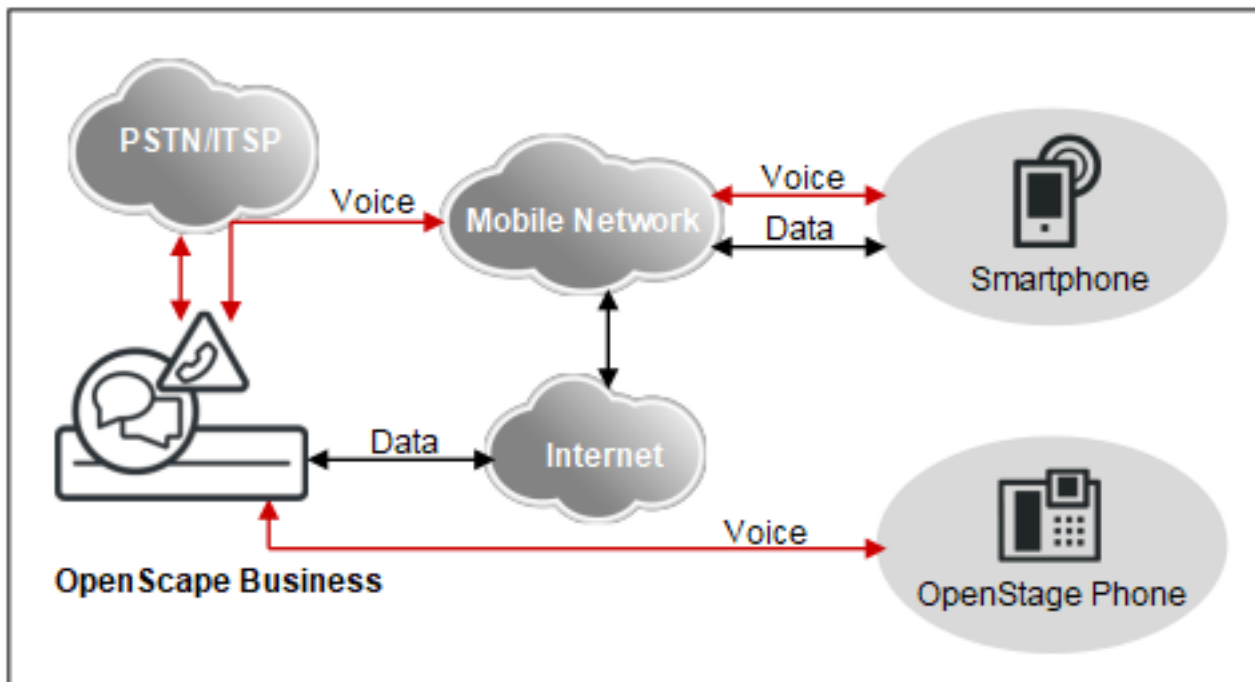 PSTN/ITSP
Voice
Mobile Network
Voice
Data
Smartphone
Data
Internet
Voice
OpenScape Business
OpenStage Phone